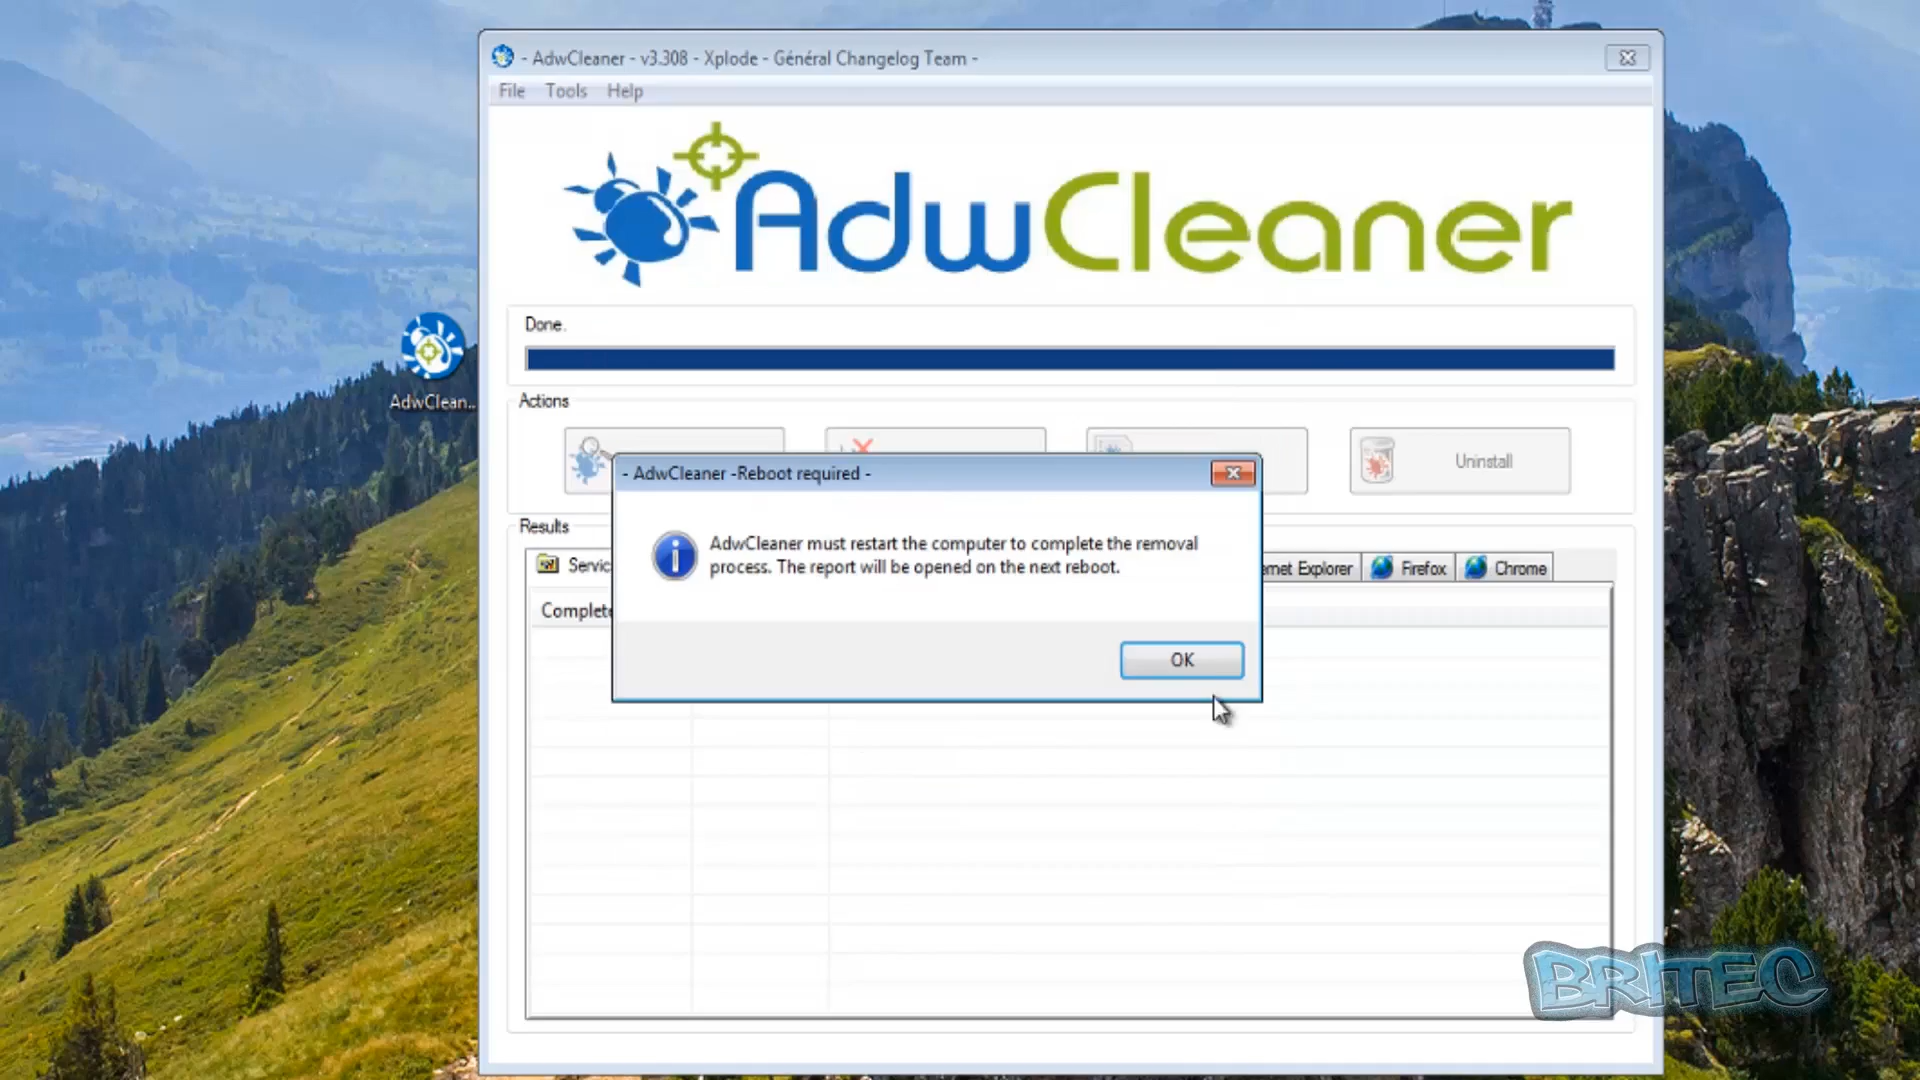 - AdwCleaner - v3.308 - Xplode - Général Changelog Team -
File Tools Help
AdwCleaner
Done.
AdwClean...
Actions
Uninstall
- AdwCleaner -Reboot required -
AdwCleaner must restart the computer to complete the removal
process. The report will be opened on the next reboot.
OK
Results
Firefox
Chrome
Explorer
BRITEC